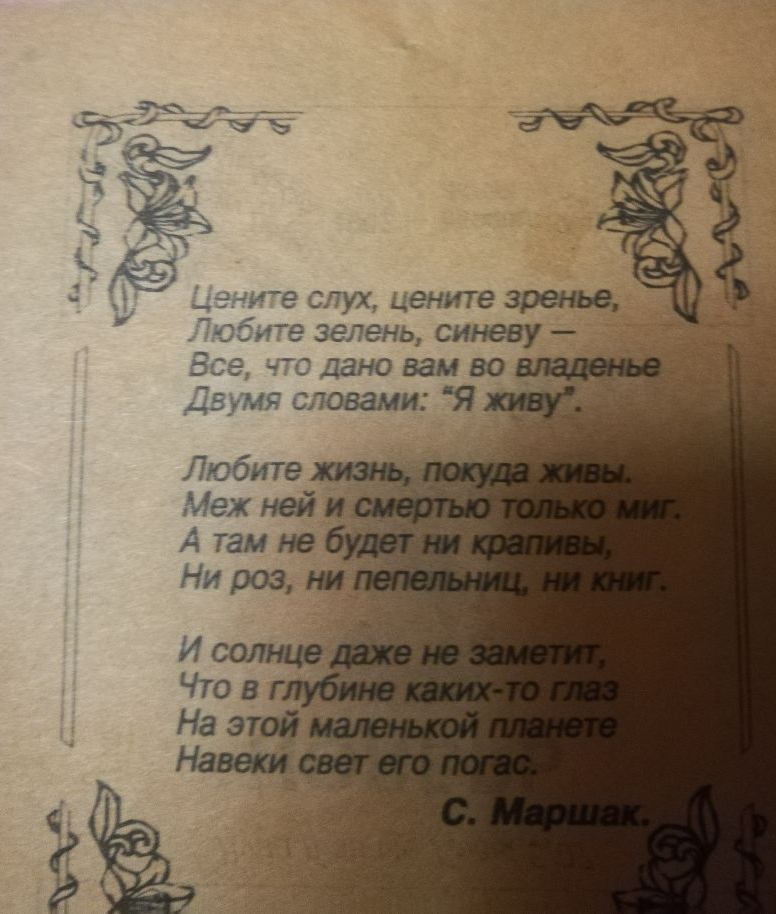 Цените слух, цените зренье,
Любите зелень, синеву —
Все, что дано вам во владенье
Двумя словами: “Я живу”.
Любите жизнь, покуда живы.
Меж ней и смертью только миг.
А там не будет ни крапивы,
Ни роз, ни пепельниц, ни книг.
И солнце даже не заметит,
Что в глубине каких-то глаз
На этой маленькой планете
Навеки свет его погас.
С. Маршак.